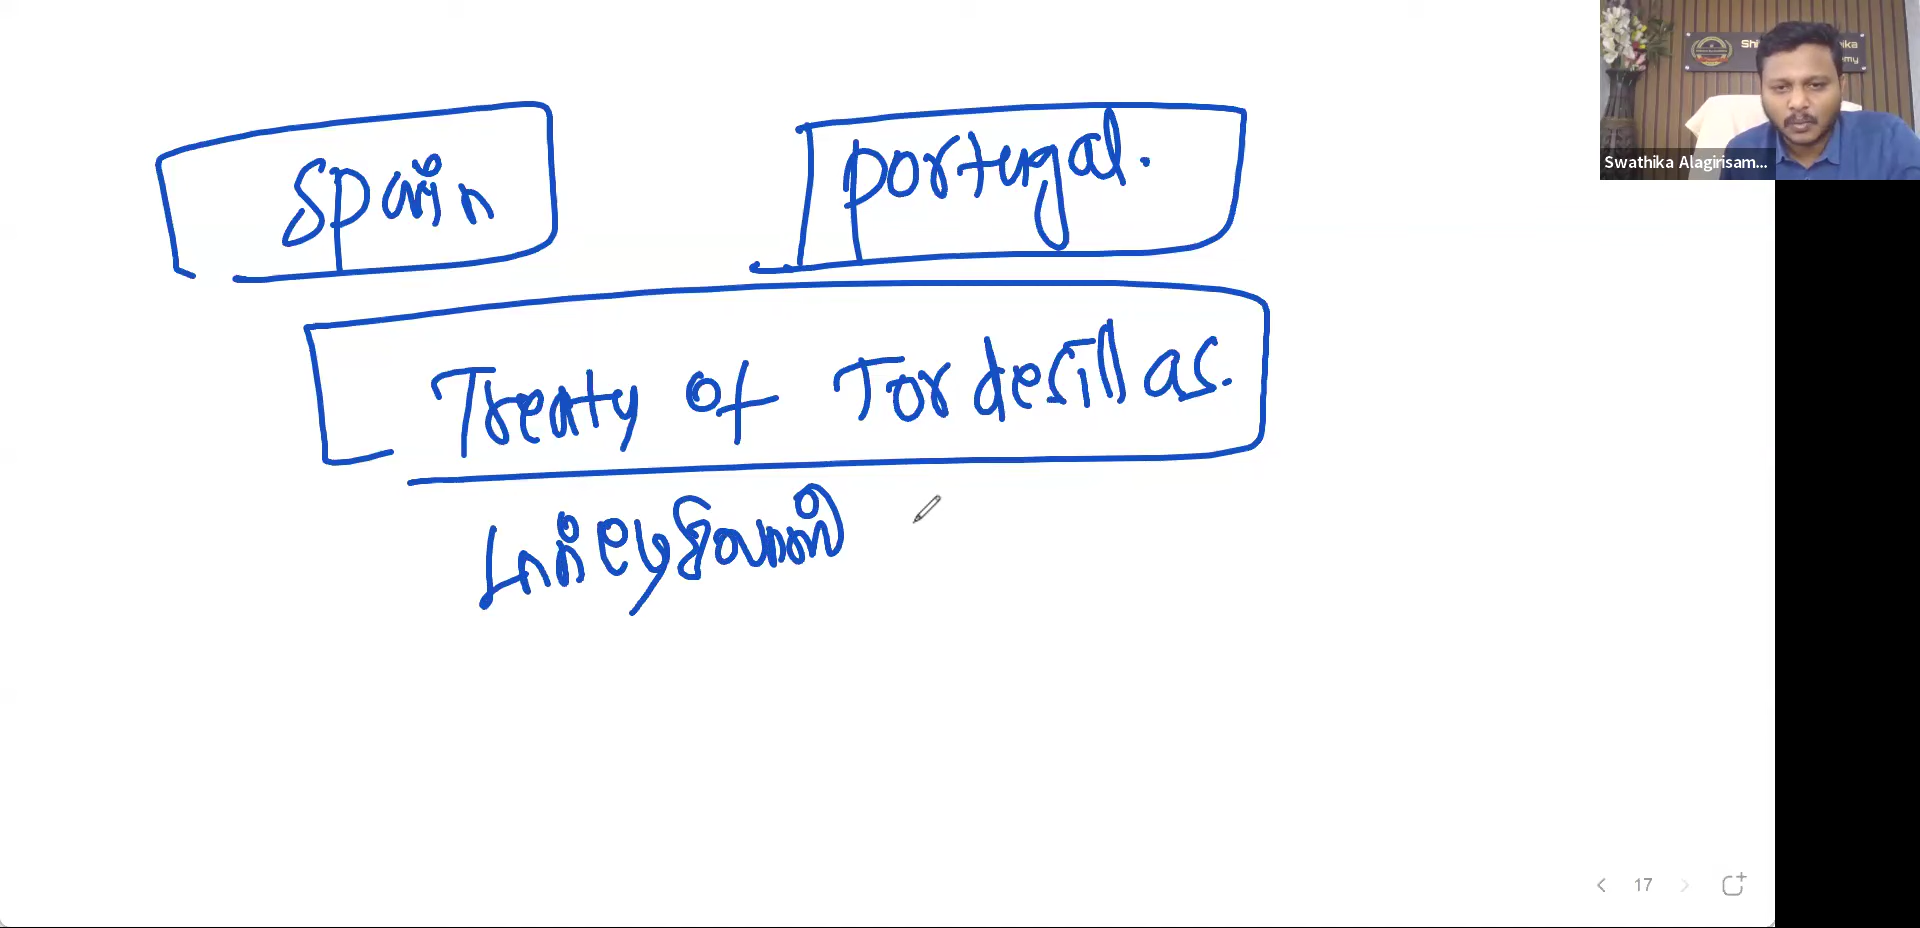 Spain Portugal.
Treaty of Tordesillas.
Swathika Alagirisam...
17